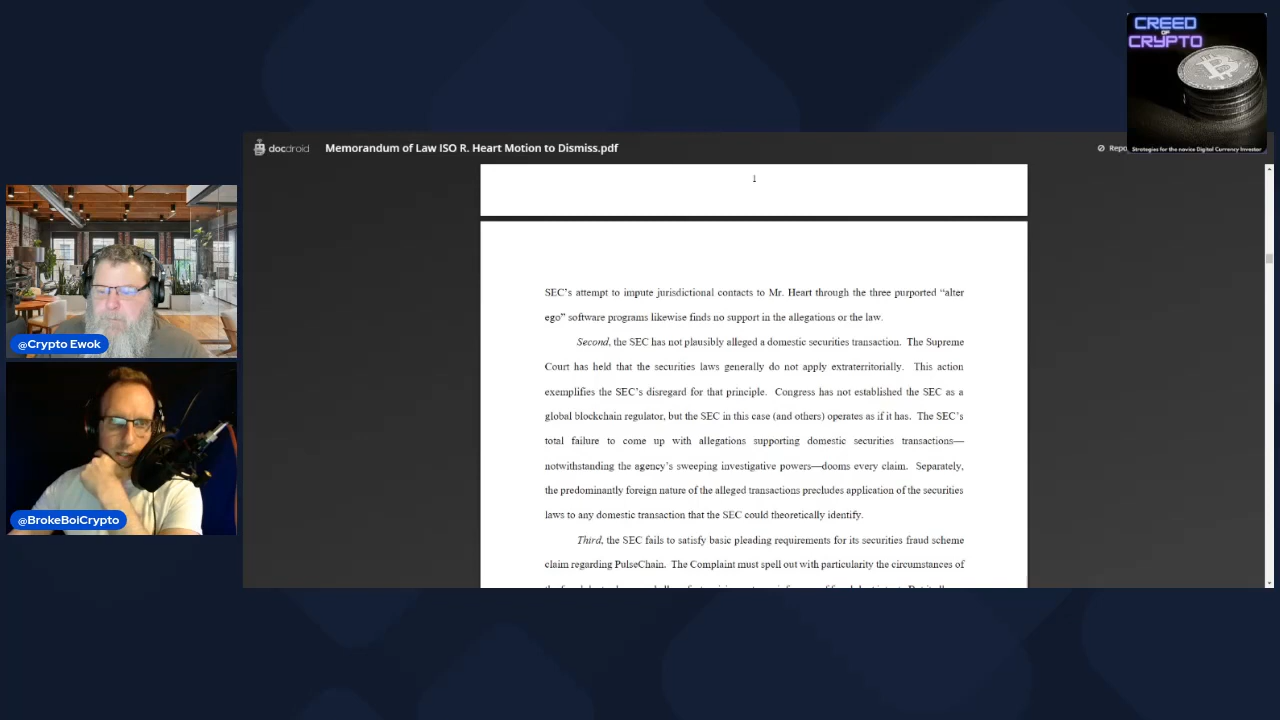 CREED
OF
CRYPTO
Strategies for the novice Digital Currency Investor
docdroid
Memorandum of Law ISO R. Heart Motion to Dismiss.pdf
1
SEC’s attempt to impute jurisdictional contacts to Mr. Heart through the three purported “alter
ego” software programs likewise finds no support in the allegations or the law.
Second, the SEC has not plausibly alleged a domestic securities transaction. The Supreme
Court has held that the securities laws generally do not apply extraterritorially. This action
exemplifies the SEC’s disregard for that principle. Congress has not established the SEC as a
global blockchain regulator, but the SEC in this case (and others) operates as if it has. The SEC’s
total failure to come up with allegations supporting domestic securities transactions—
notwithstanding the agency’s sweeping investigative powers—dooms every claim. Separately,
the predominantly foreign nature of the alleged transactions precludes application of the securities
laws to any domestic transaction that the SEC could theoretically identify.
Third, the SEC fails to satisfy basic pleading requirements for its securities fraud scheme
claim regarding PulseChain. The Complaint must spell out with particularity the circumstances of
@Crypto Ewok
@BrokeBoiCrypto